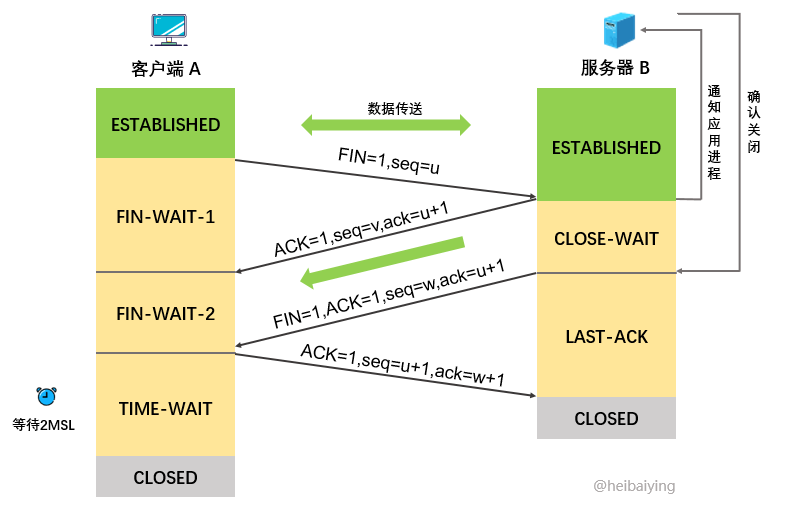 客户端 A
服务器 B
数据传送
ESTABLISHED
ESTABLISHED
通知应用进程
确认关闭
FIN=1,seq=u
FIN-WAIT-1
ACK=1,seq=v,ack=u+1
CLOSE-WAIT
FIN=1,ACK=1,seq=w,ack=u+1
FIN-WAIT-2
LAST-ACK
ACK=1,seq=u+1,ack=w+1
TIME-WAIT
等待2MSL
CLOSED
CLOSED
@heibaiying